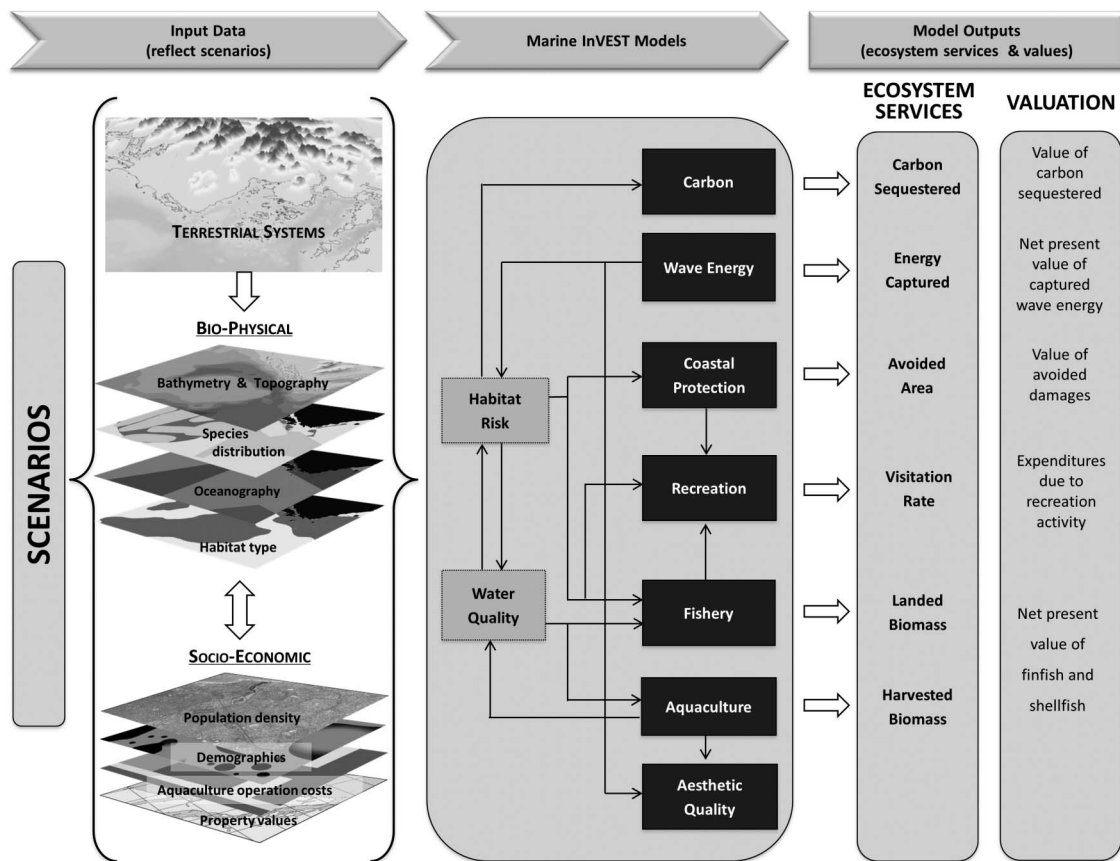 Input Data
(reflect scenarios)
Marine InVEST Models
Model Outputs
(ecosystem services & values)
SCENARIOS
TERRESTRIAL SYSTEMS
BIO-PHYSICAL
Bathymetry & Topography
Species
distribution
Oceanography
Habitat type
SOCIO-ECONOMIC
Population density
Demographics
Aquaculture operation costs
Property values
Habitat
Risk
Water
Quality
Carbon
Wave Energy
Coastal
Protection
Recreation
Fishery
Aquaculture
Aesthetic
Quality
ECOSYSTEM
SERVICES
Carbon
Sequestered
Energy
Captured
Avoided
Area
Visitation
Rate
Landed
Biomass
Harvested
Biomass
VALUATION
Value of
carbon
sequestered
Net present
value of
captured
wave energy
Value of
avoided
damages
Expenditures
due to
recreation
activity
Net present
value of
finfish and
shellfish